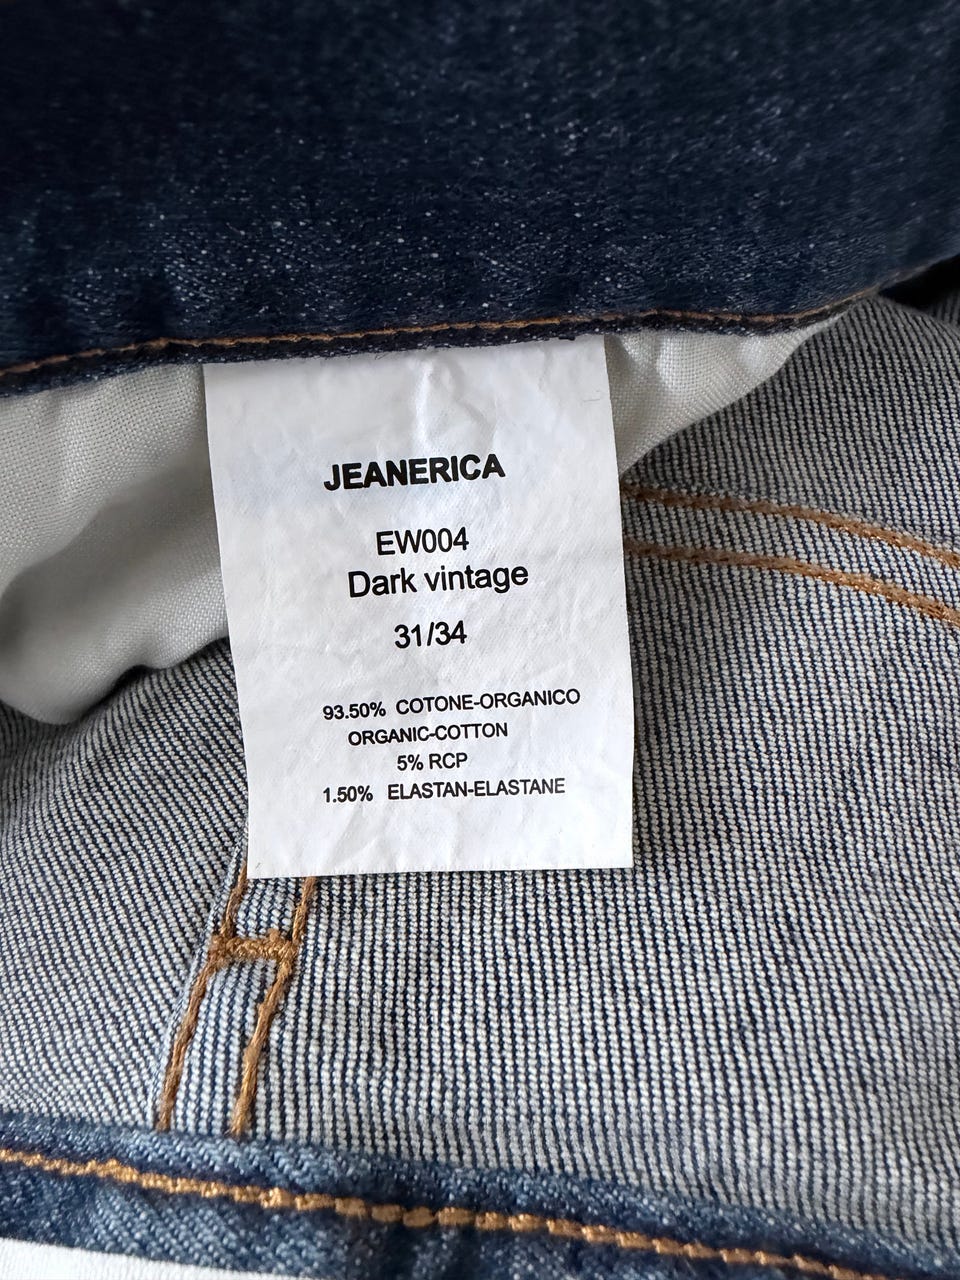 JEANERICA
EW004
Dark vintage
31/34
93.50% COTONE-ORGANICO
ORGANIC-COTTON
5% RCP
1.50% ELASTAN-ELASTANE